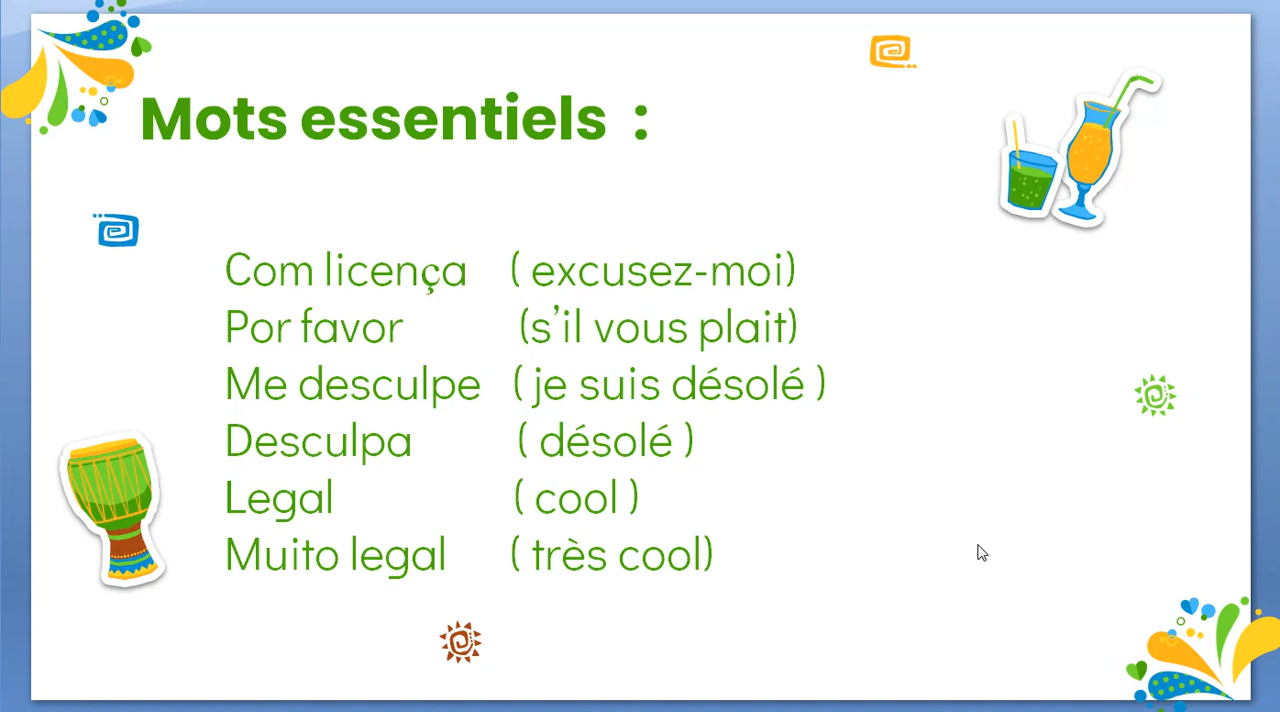 Mots essentiels :
Com licença ( excusez-moi)
Por favor (s'il vous plait)
Me desculpe ( je suis désolé )
Desculpa ( désolé )
Legal ( cool )
Muito legal ( très cool)